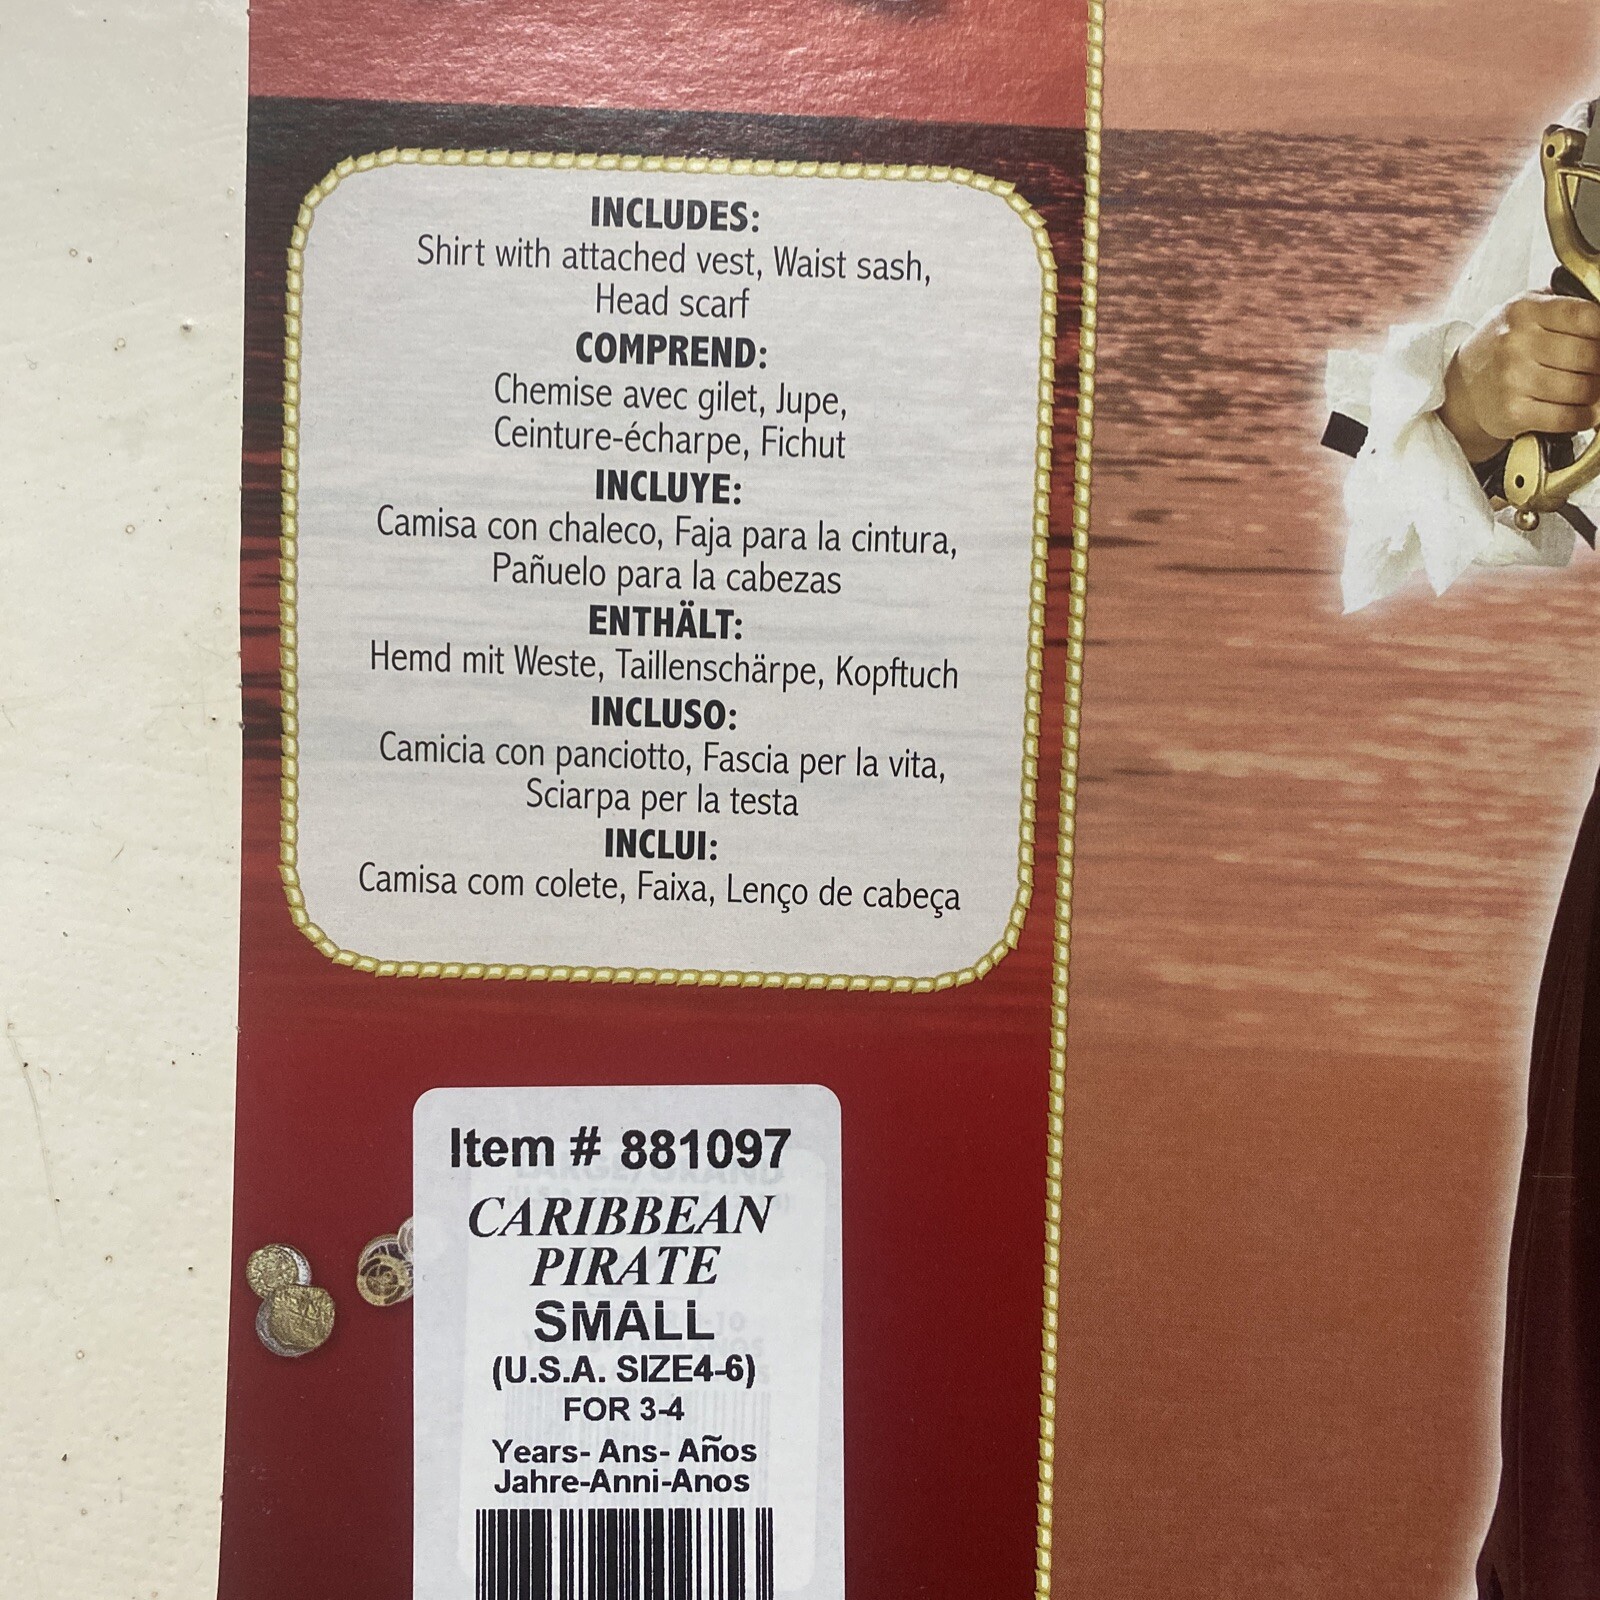 INCLUDES:
Shirt with attached vest, Waist sash,
Head scarf
COMPREND:
Chemise avec gilet, Jupe,
Ceinture-écharpe, Fichut
INCLUYE:
Camisa con chaleco, Faja para la cintura,
Pañuelo para la cabezas
ENTHÄLT:
Hemd mit Weste, Taillenschärpe, Kopftuch
INCLUSO:
Camicia con panciotto, Fascia per la vita,
Sciarpa per la testa
INCLUI:
Camisa com colete, Faixa, Lenço de cabeça
Item # 881097
CARIBBEAN
PIRATE
SMALL
(U.S.A. SIZE4-6)
FOR 3-4
Years- Ans- Años
Jahre-Anni-Anos